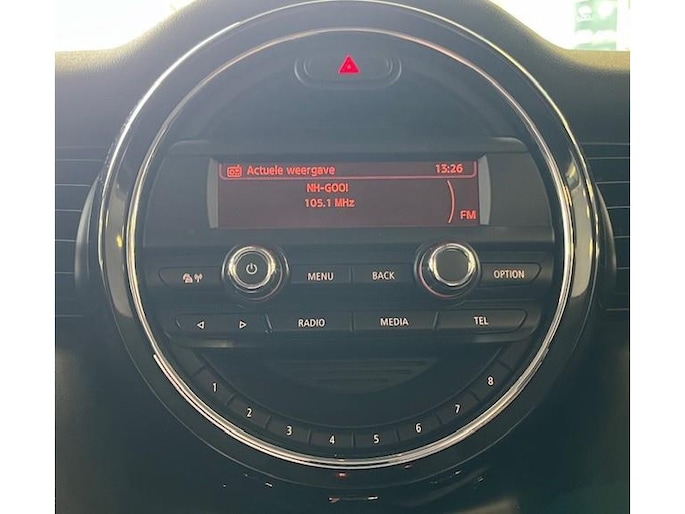 Actuele weergave 13:26
NH-GOOI
105.1 MHz
FM
MENU BACK OPTION
RADIO MEDIA TEL
1 2 3 4 5 6 7 8